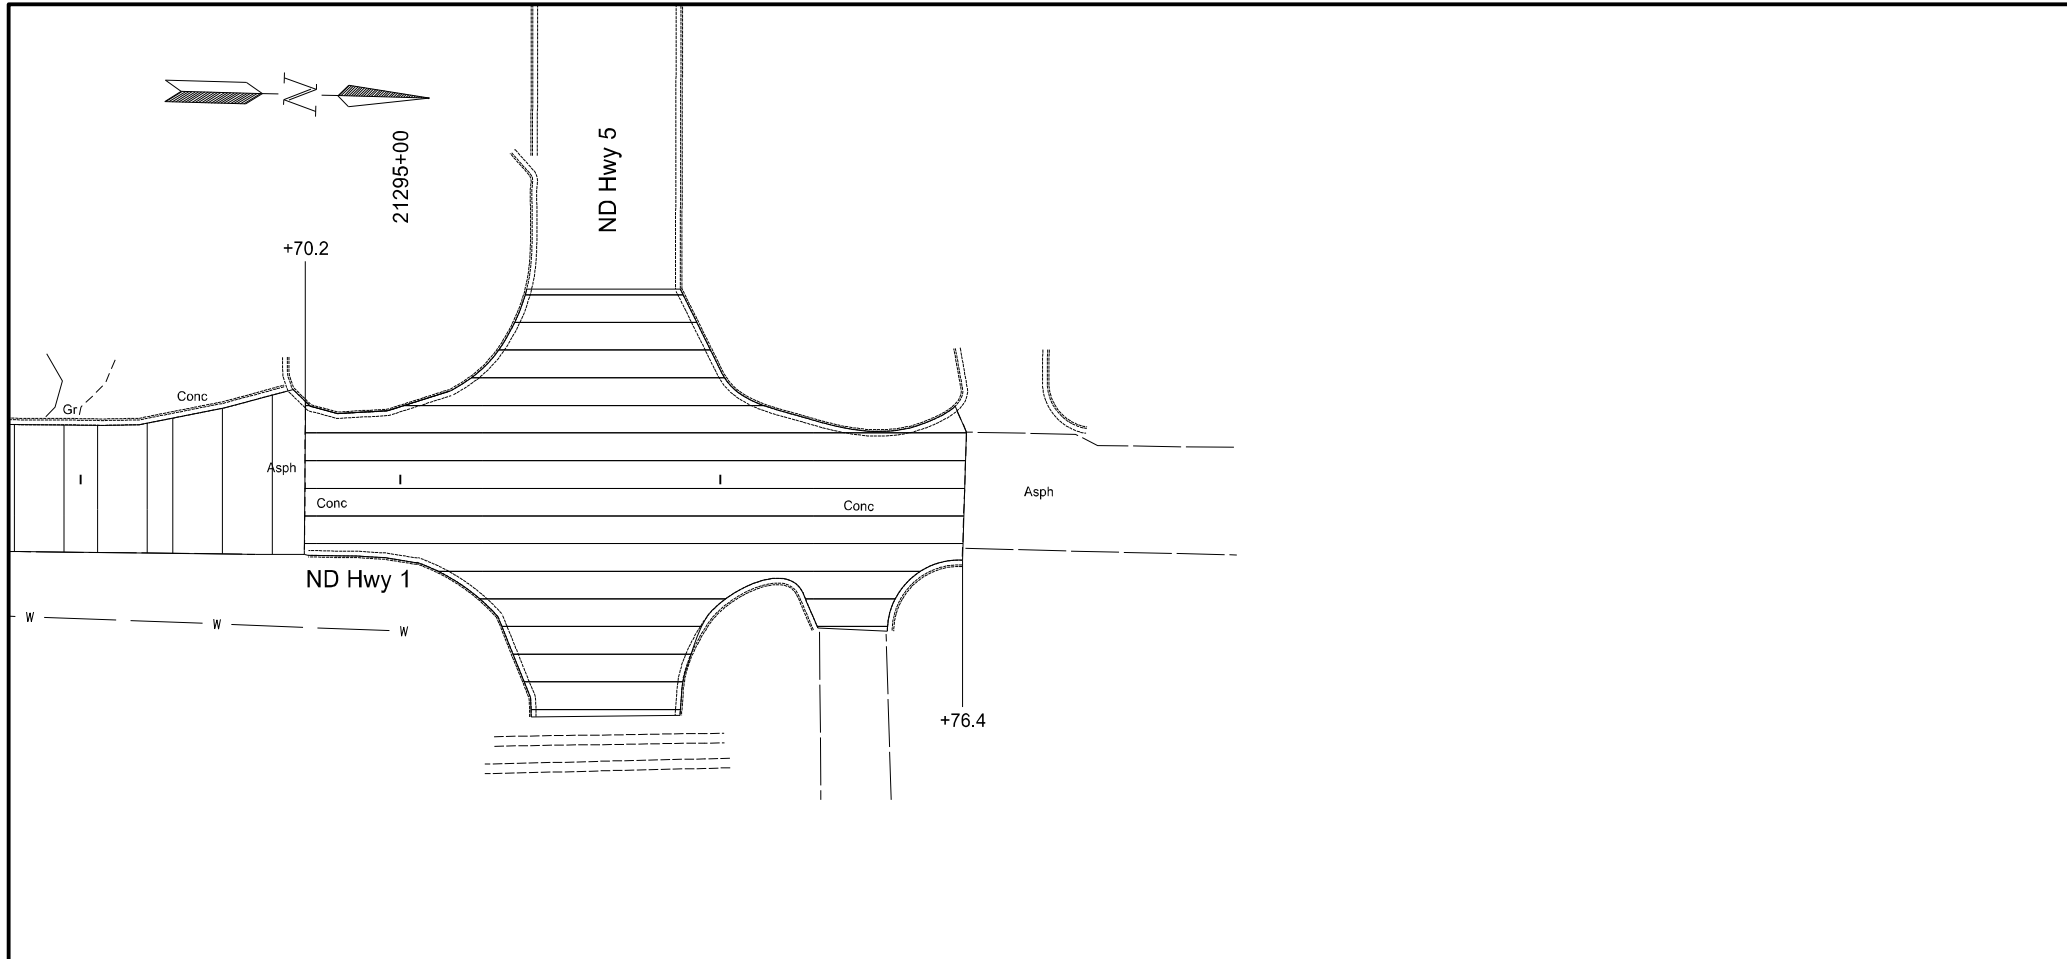 N
21295+00
ND Hwy 5
+70.2
Conc
Gr
Asph
Conc
Conc
Asph
ND Hwy 1
W
W
W
+76.4